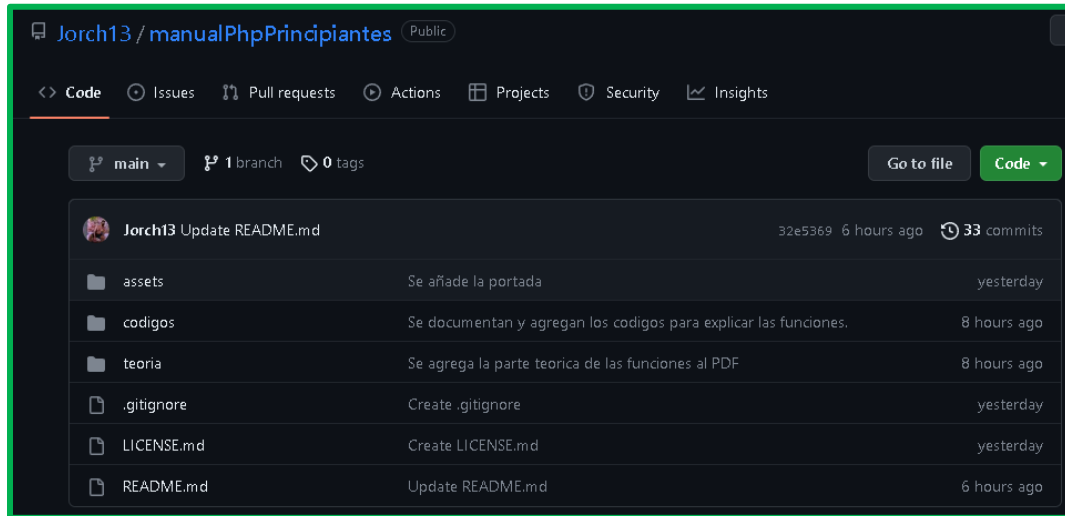 Jorch13 / manualPhpPrincipiantes Public
<> Code Issues Pull requests Actions Projects Security Insights
main 1 branch 0 tags Go to file Code
Jorch13 Update README.md 32e5369 6 hours ago 33 commits
assets Se añade la portada yesterday
codigos Se documentan y agregan los codigos para explicar las funciones. 8 hours ago
teoria Se agrega la parte teorica de las funciones al PDF 8 hours ago
.gitignore Create .gitignore yesterday
LICENSE.md Create LICENSE.md yesterday
README.md Update README.md 6 hours ago